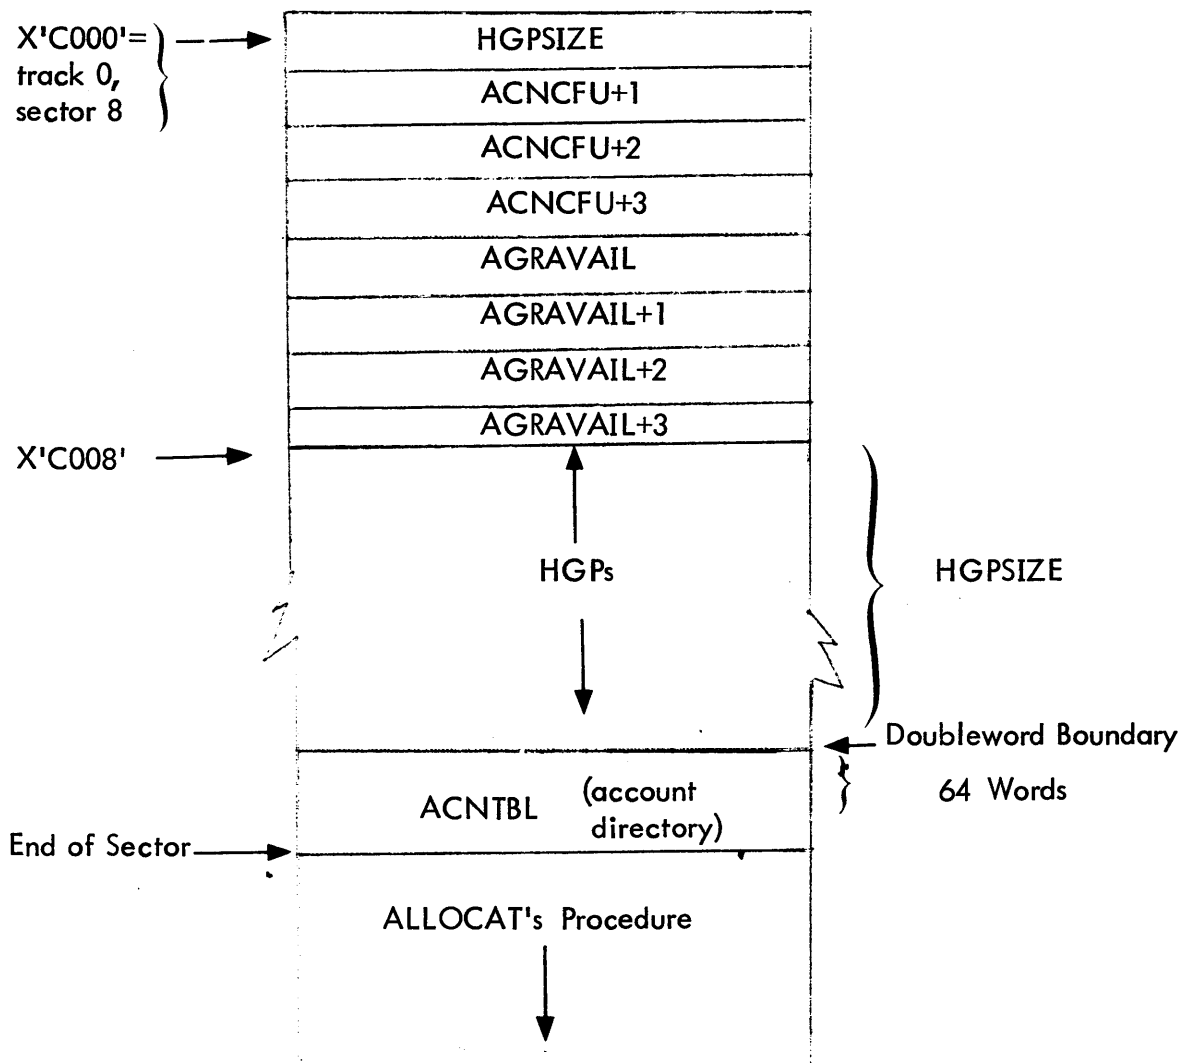 X'C000'=
track 0,
sector 8
HGPSIZE
ACNCFU+1
ACNCFU+2
ACNCFU+3
AGRAVAIL
AGRAVAIL+1
AGRAVAIL+2
AGRAVAIL+3
X'C008'
HGPs
HGPSIZE
Doubleword Boundary
64 Words
ACNTBL
(account
directory)
End of Sector
ALLOCAT's Procedure